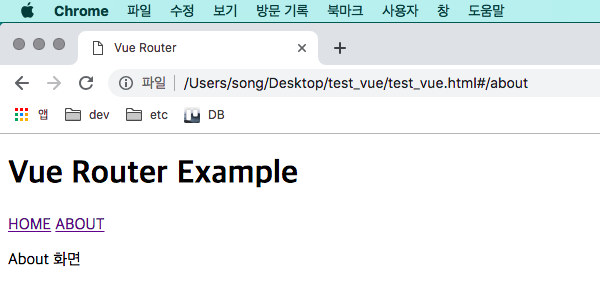 Chrome 파일 수정 보기 방문 기록 북마크 사용자 창 도움말
Vue Router
파일 /Users/song/Desktop/test_vue/test_vue.html#/about
앱 dev etc DB
Vue Router Example
HOME ABOUT
About 화면